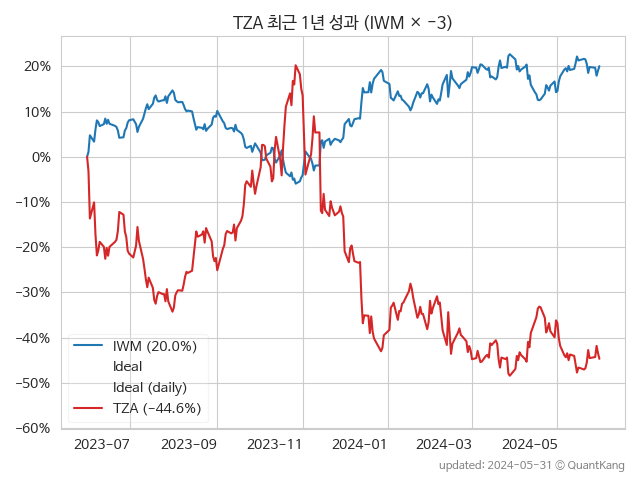 TZA 최근 1년 성과 (IWM × −3)
20%
10%
0%
−10%
−20%
−30%
−40%
−50%
−60%
IWM (20.0%)
Ideal
Ideal (daily)
TZA (−44.6%)
2023−07
2023−09
2023−11
2024−01
2024−03
2024−05
updated: 2024−05−31 © QuantKang